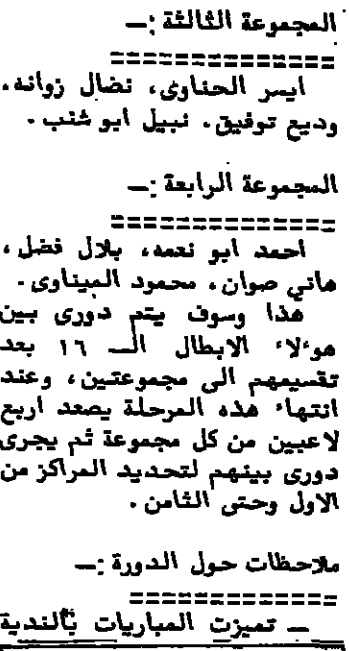 المجموعة الثالثة :ـ
==============
ايسر الحناوى، نضال زوانه،
وديع توفيق. نبيل ابو شنب.
المجموعة الرابعة :ـ
==============
احمد ابو نعمه، بلال فضل،
هاني صوان، محمود الميناوى.
هذا وسوف يتم دورى بين
هوءلاء الابطال الـ ١٦ بعد
تقسيمهم الى مجموعتين، وعند
انتهاء هذه المرحلة يصعد اربع
لاعبين من كل مجموعة ثم يجرى
دورى بينهم لتحديد المراكز من
الاول وحتى الثامن.
ملاحظات حول الدورة :ـ
=============
ـ تميزت المباريات بالندية